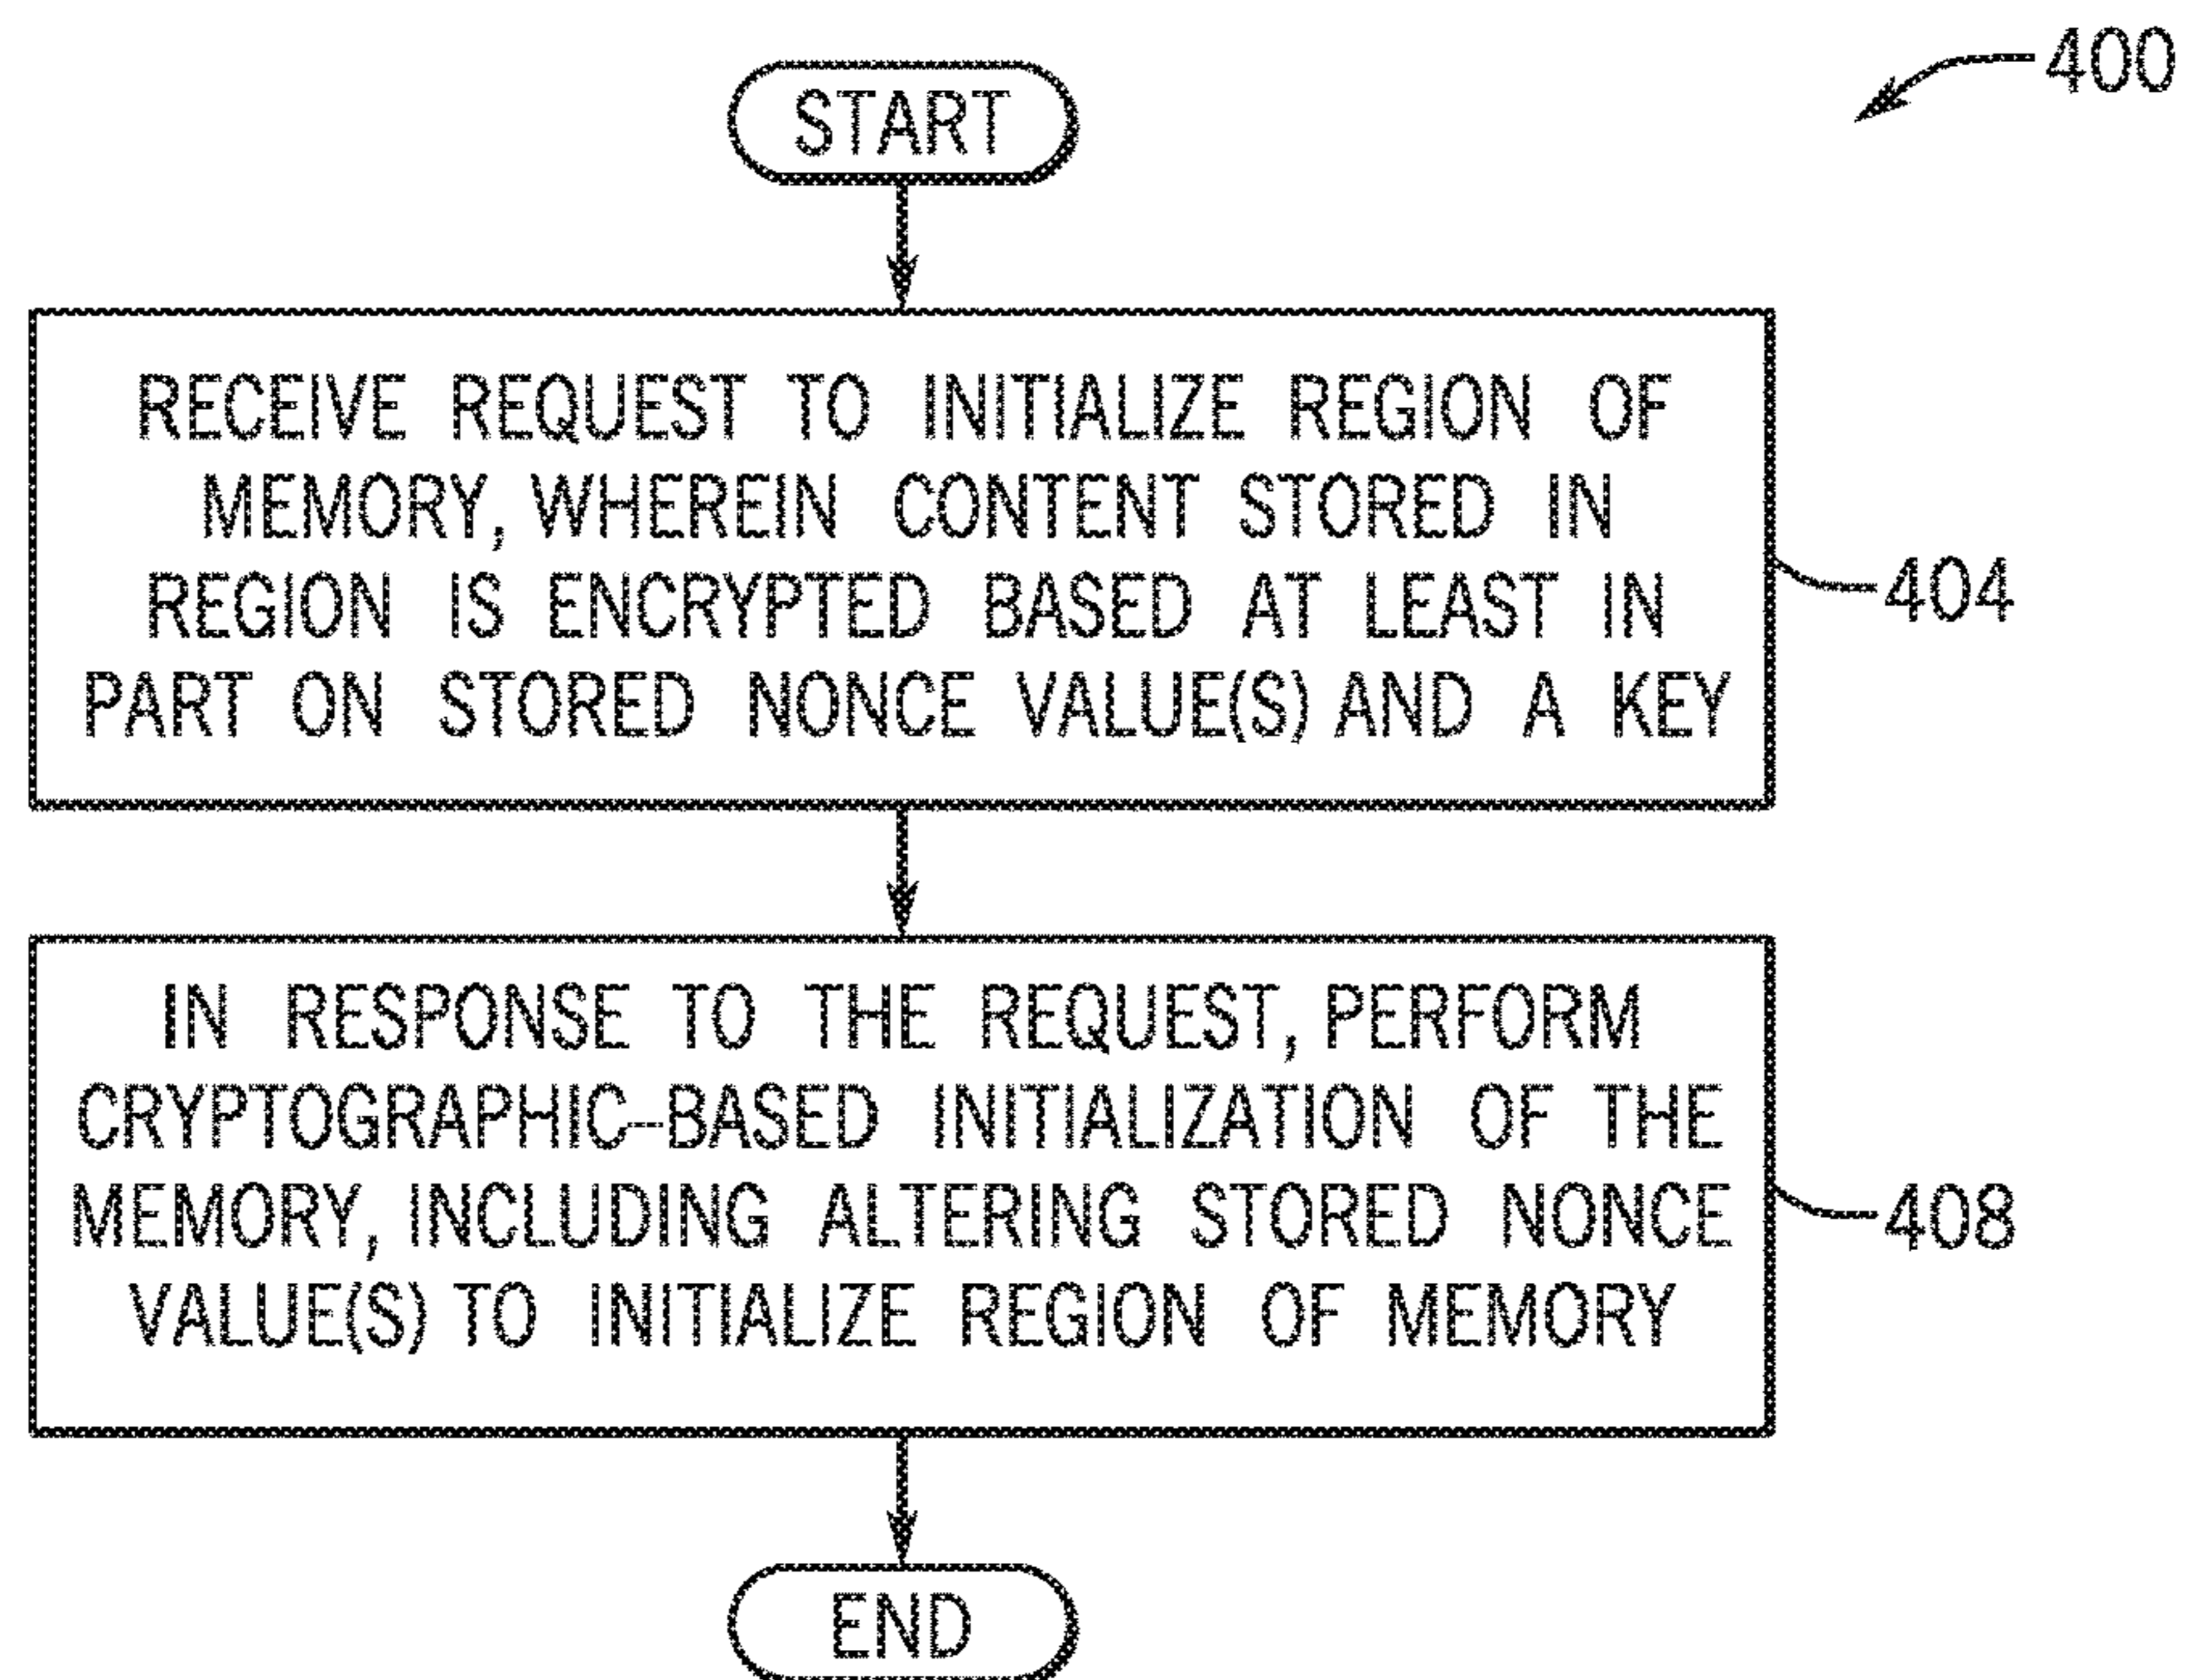 400
START
RECEIVE REQUEST TO INITIALIZE REGION OF
MEMORY, WHEREIN CONTENT STORED IN
REGION IS ENCRYPTED BASED AT LEAST IN
PART ON STORED NONCE VALUE(S) AND A KEY
404
IN RESPONSE TO THE REQUEST, PERFORM
CRYPTOGRAPHIC-BASED INITIALIZATION OF THE
MEMORY, INCLUDING ALTERING STORED NONCE
VALUE(S) TO INITIALIZE REGION OF MEMORY
408
END